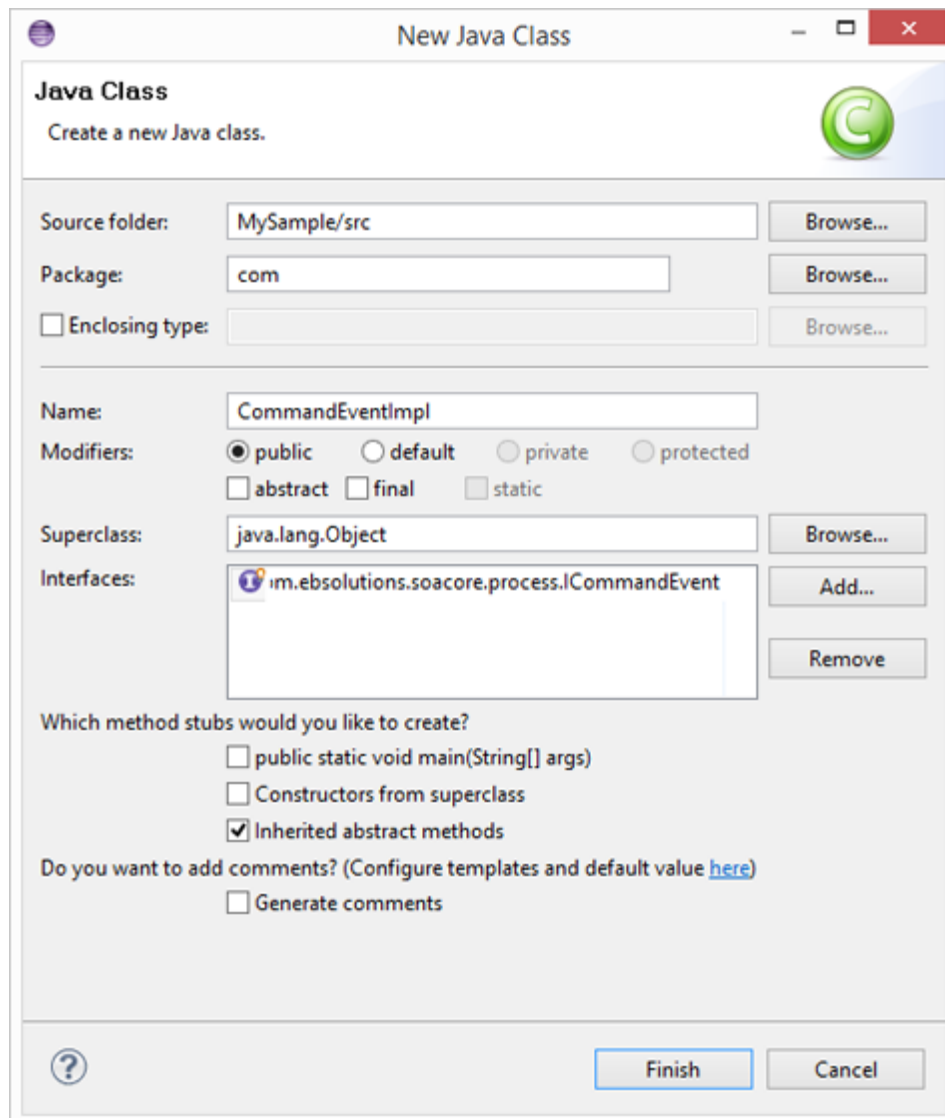 New Java Class
Java Class
Create a new Java class.
C
Source folder: MySample/src Browse...
Package: com Browse...
Enclosing type: Browse...
Name: CommandEventImpl
Modifiers: public default private protected
abstract final static
Superclass: java.lang.Object Browse...
Interfaces: m.ebsolutions.soacore.process.ICommandEvent Add...
Remove
Which method stubs would you like to create?
public static void main(String[] args)
Constructors from superclass
Inherited abstract methods
Do you want to add comments? (Configure templates and default value here)
Generate comments
? Finish Cancel